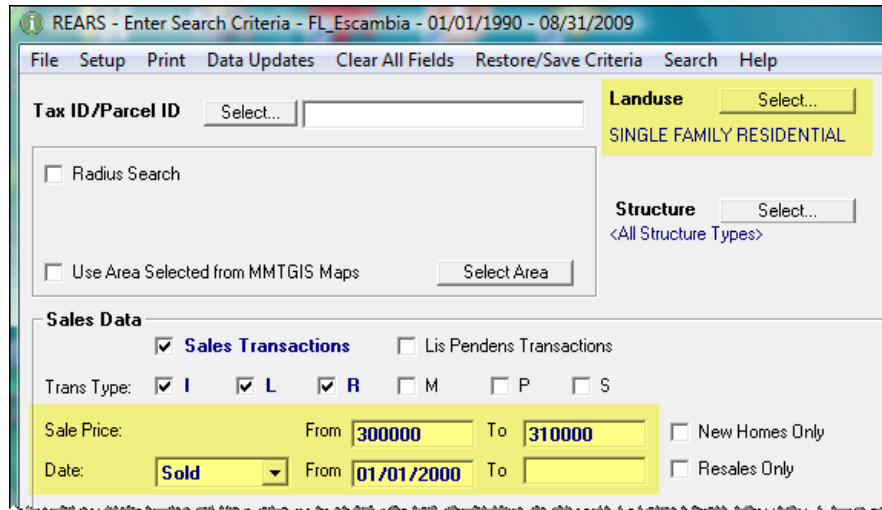 REARS - Enter Search Criteria - FL_Escambia - 01/01/1990 - 08/31/2009
File Setup Print Data Updates Clear All Fields Restore/Save Criteria Search Help
Tax ID/Parcel ID Select...
Landuse Select...
SINGLE FAMILY RESIDENTIAL
Radius Search
Structure Select...
<All Structure Types>
Use Area Selected from MMTGIS Maps Select Area
Sales Data
Sales Transactions Lis Pendens Transactions
Trans Type: I L R M P S
Sale Price: From 300000 To 310000 New Homes Only
Date: Sold From 01/01/2000 To Resales Only